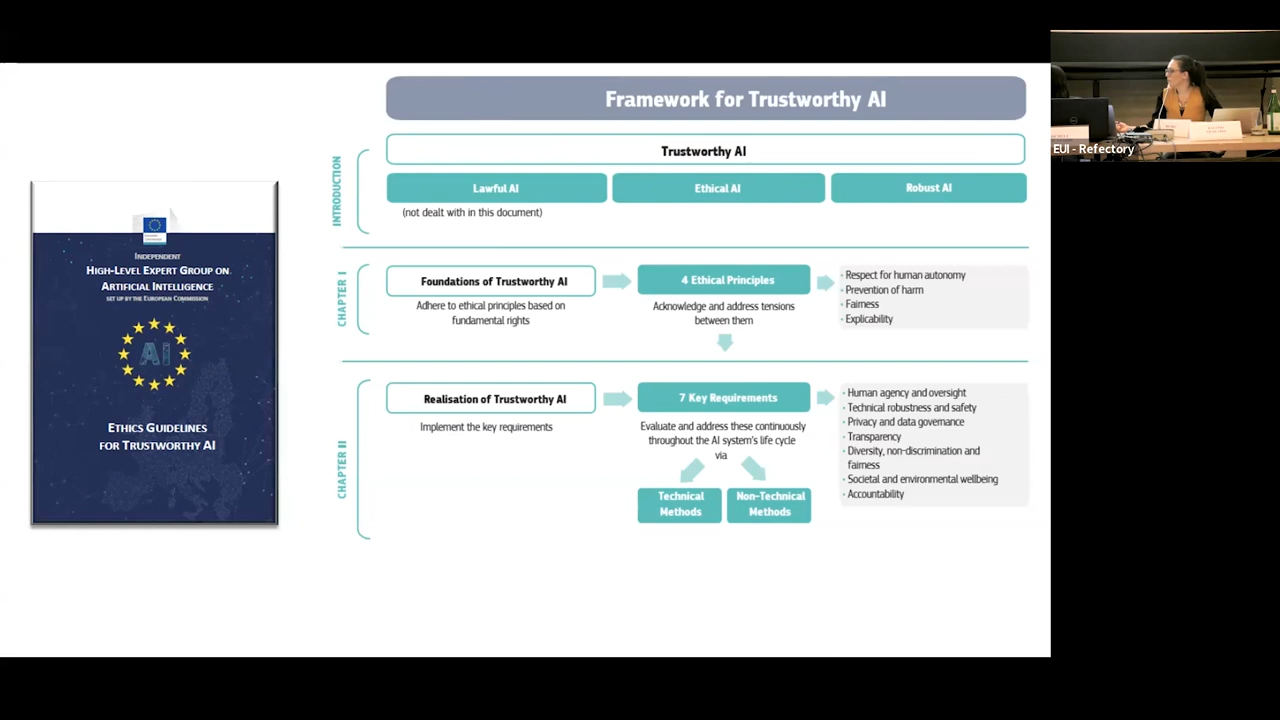 Framework for Trustworthy AI
Trustworthy AI
INTRODUCTION
Lawful AI
Ethical AI
Robust AI
(not dealt with in this document)
CHAPTER I
Foundations of Trustworthy AI
Adhere to ethical principles based on
fundamental rights
4 Ethical Principles
Acknowledge and address tensions
between them
· Respect for human autonomy
· Prevention of harm
· Fairness
· Explicability
CHAPTER II
Realisation of Trustworthy AI
Implement the key requirements
7 Key Requirements
Evaluate and address these continuously
throughout the AI system's life cycle
via
Technical
Methods
Non-Technical
Methods
· Human agency and oversight
· Technical robustness and safety
· Privacy and data governance
· Transparency
· Diversity, non-discrimination and
fairness
· Societal and environmental wellbeing
· Accountability
INDEPENDENT
HIGH-LEVEL EXPERT GROUP ON
ARTIFICIAL INTELLIGENCE
SET UP BY THE EUROPEAN COMMISSION
AI
ETHICS GUIDELINES
FOR TRUSTWORTHY AI
EUI - Refectory